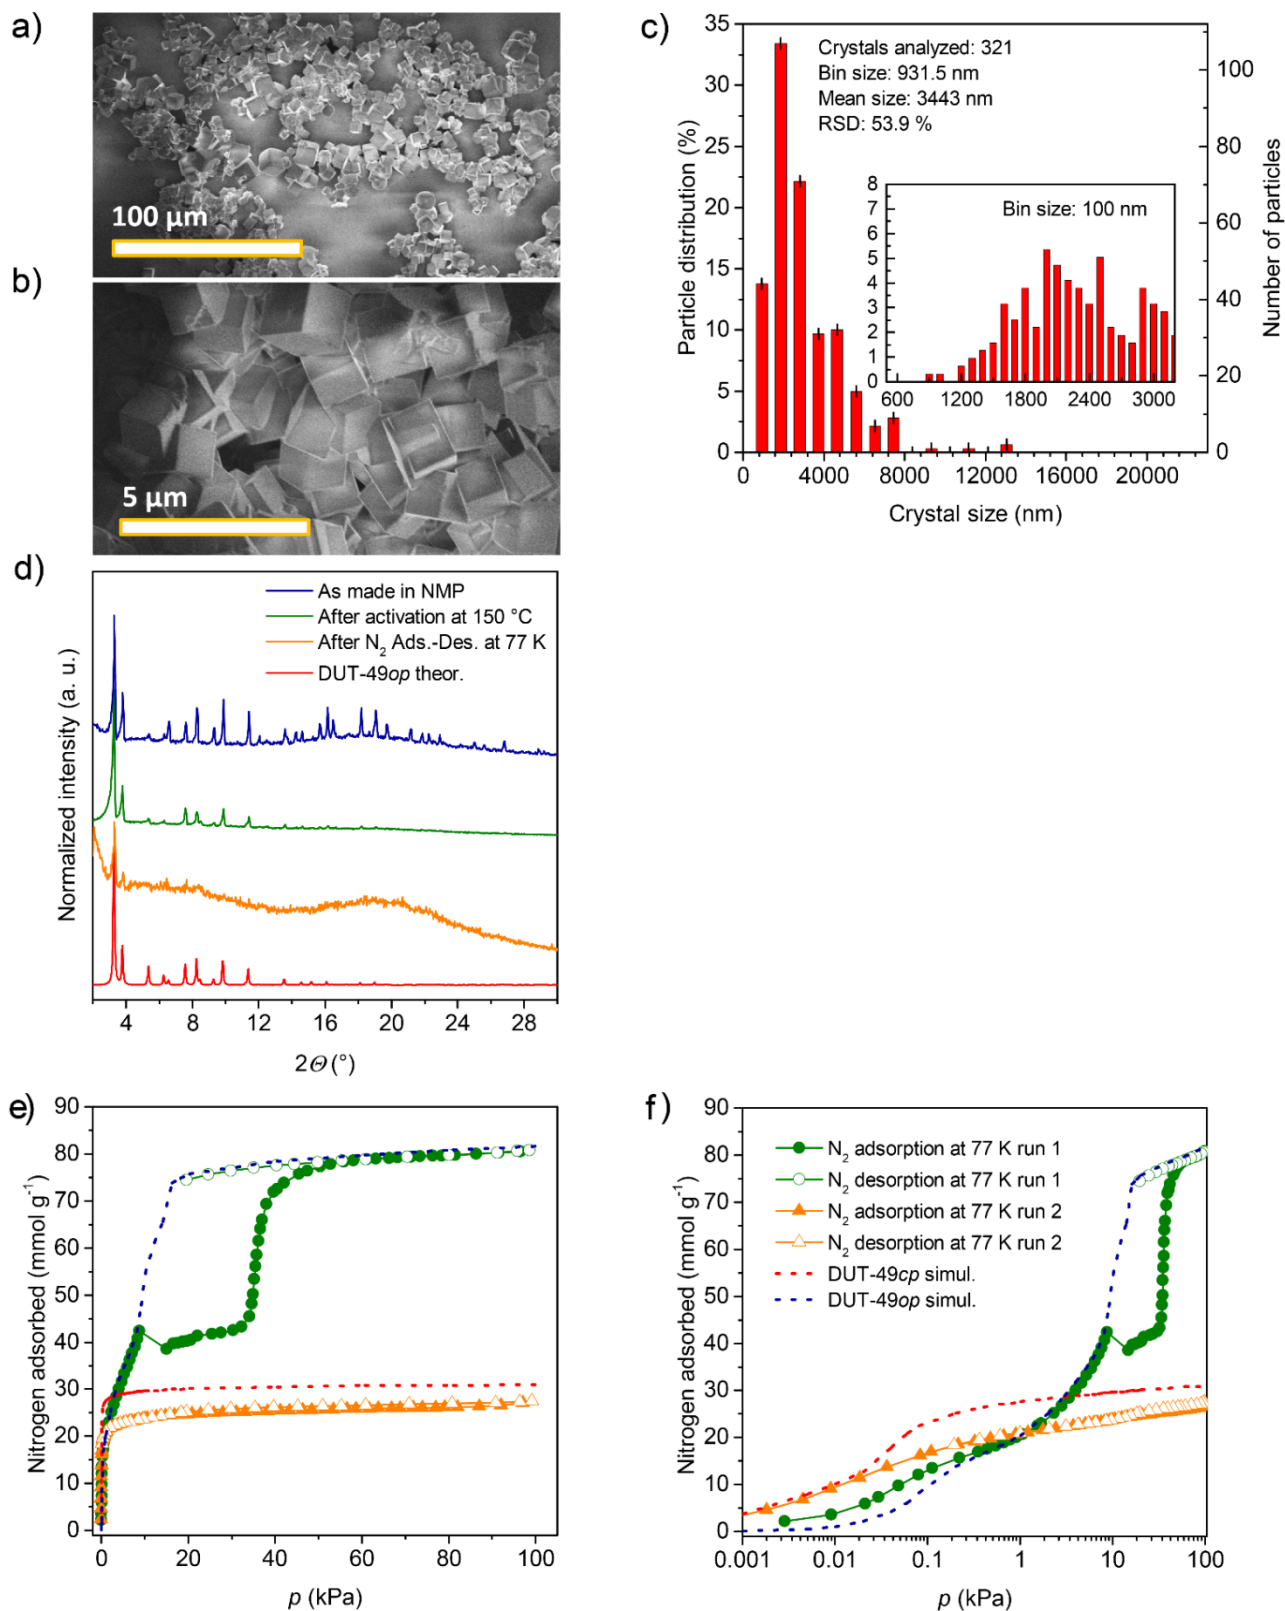 a)
100 µm
b)
5 µm
c)
Crystals analyzed: 321
Bin size: 931.5 nm
Mean size: 3443 nm
RSD: 53.9 %
Particle distribution (%)
35
30
25
20
15
10
5
0
Number of particles
100
80
60
40
20
0
Bin size: 100 nm
8
7
6
5
4
3
2
1
0
600 1200 1800 2400 3000
0 4000 8000 12000 16000 20000
Crystal size (nm)
d)
As made in NMP
After activation at 150 °C
After N₂ Ads.-Des. at 77 K
DUT-49op theor.
Normalized intensity (a. u.)
4 8 12 16 20 24 28
2Θ (°)
e)
Nitrogen adsorbed (mmol g⁻¹)
90
80
70
60
50
40
30
20
10
0
0 20 40 60 80 100
p (kPa)
f)
N₂ adsorption at 77 K run 1
N₂ desorption at 77 K run 1
N₂ adsorption at 77 K run 2
N₂ desorption at 77 K run 2
DUT-49cp simul.
DUT-49op simul.
Nitrogen adsorbed (mmol g⁻¹)
90
80
70
60
50
40
30
20
10
0
0.001 0.01 0.1 1 10 100
p (kPa)